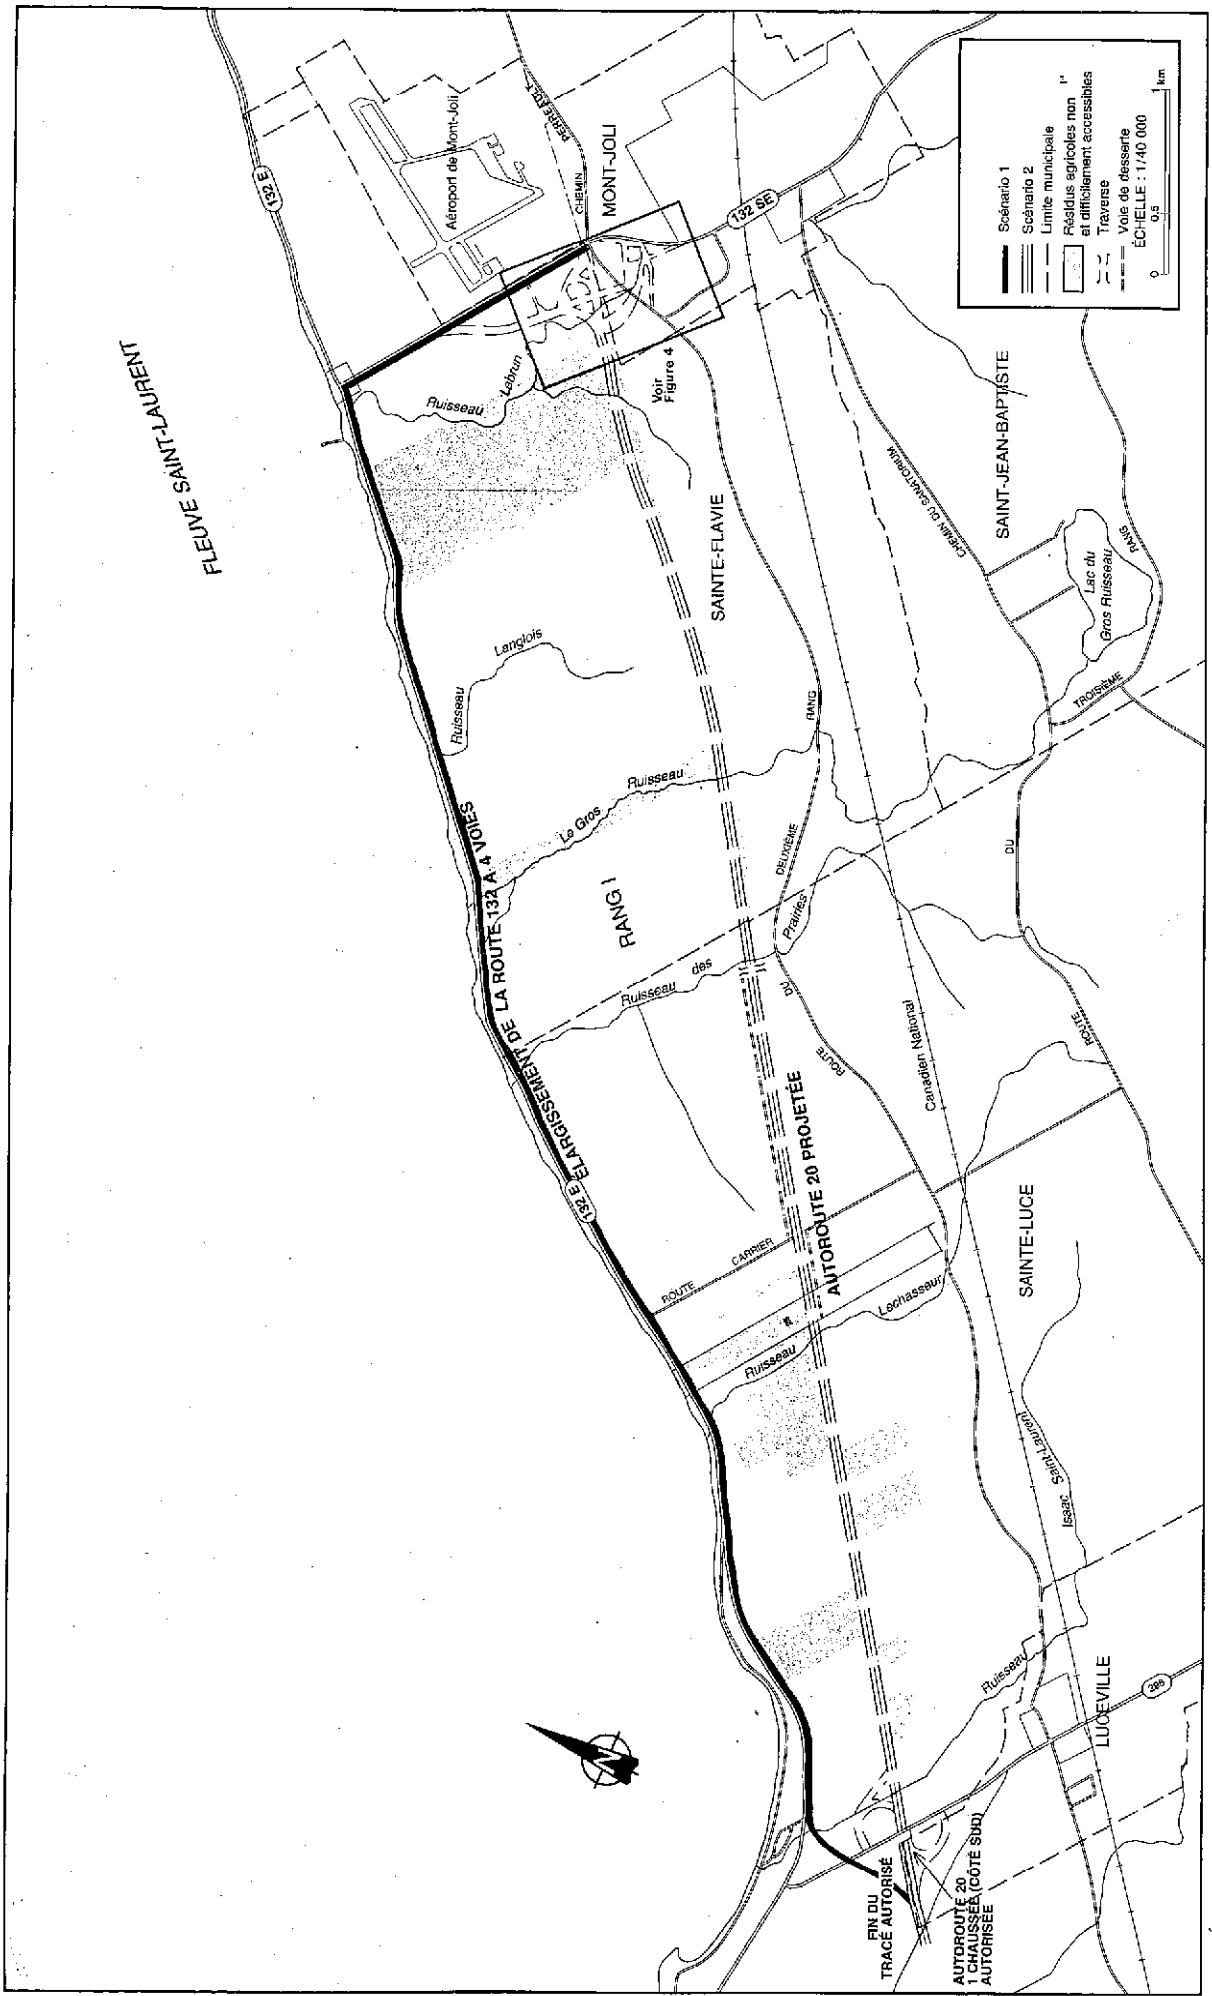 FLEUVE SAINT-LAURENT
132 E
Aéroport de Mont-Joli
CHEMIN
PERREAULT
MONT-JOLI
132 SE
Ruisseau
Lebrun
Voir
Figure 4
SAINTE-FLAVIE
CHEMIN DU SANATORIUM
SAINT-JEAN-BAPTISTE
Lac du
Gros Ruisseau
RANG
TROISIÈME
Ruisseau
Langlois
Le Gros
Ruisseau
RANG
DEUXIÈME
DU
ROUTE
DU
ROUTE
RANG I
Ruisseau
des
Prairies
Canadien National
132 E
ÉLARGISSEMENT DE LA ROUTE 132 À 4 VOIES
AUTOROUTE 20 PROJETÉE
ROUTE
CARRIER
Ruisseau
Lechasseur
SAINTE-LUCE
Ruisseau
Isaac
Saint-Laurent
LUCEVILLE
298
N
FIN DU
TRACÉ AUTORISÉ
AUTOROUTE 20
1 CHAUSSÉE (CÔTÉ SUD)
AUTORISÉE
Scénario 1
Scénario 2
Limite municipale
Résidus agricoles non
et difficilement accessibles
Traverse
Voie de desserte
ÉCHELLE : 1/40 000
0
0,5
1 km